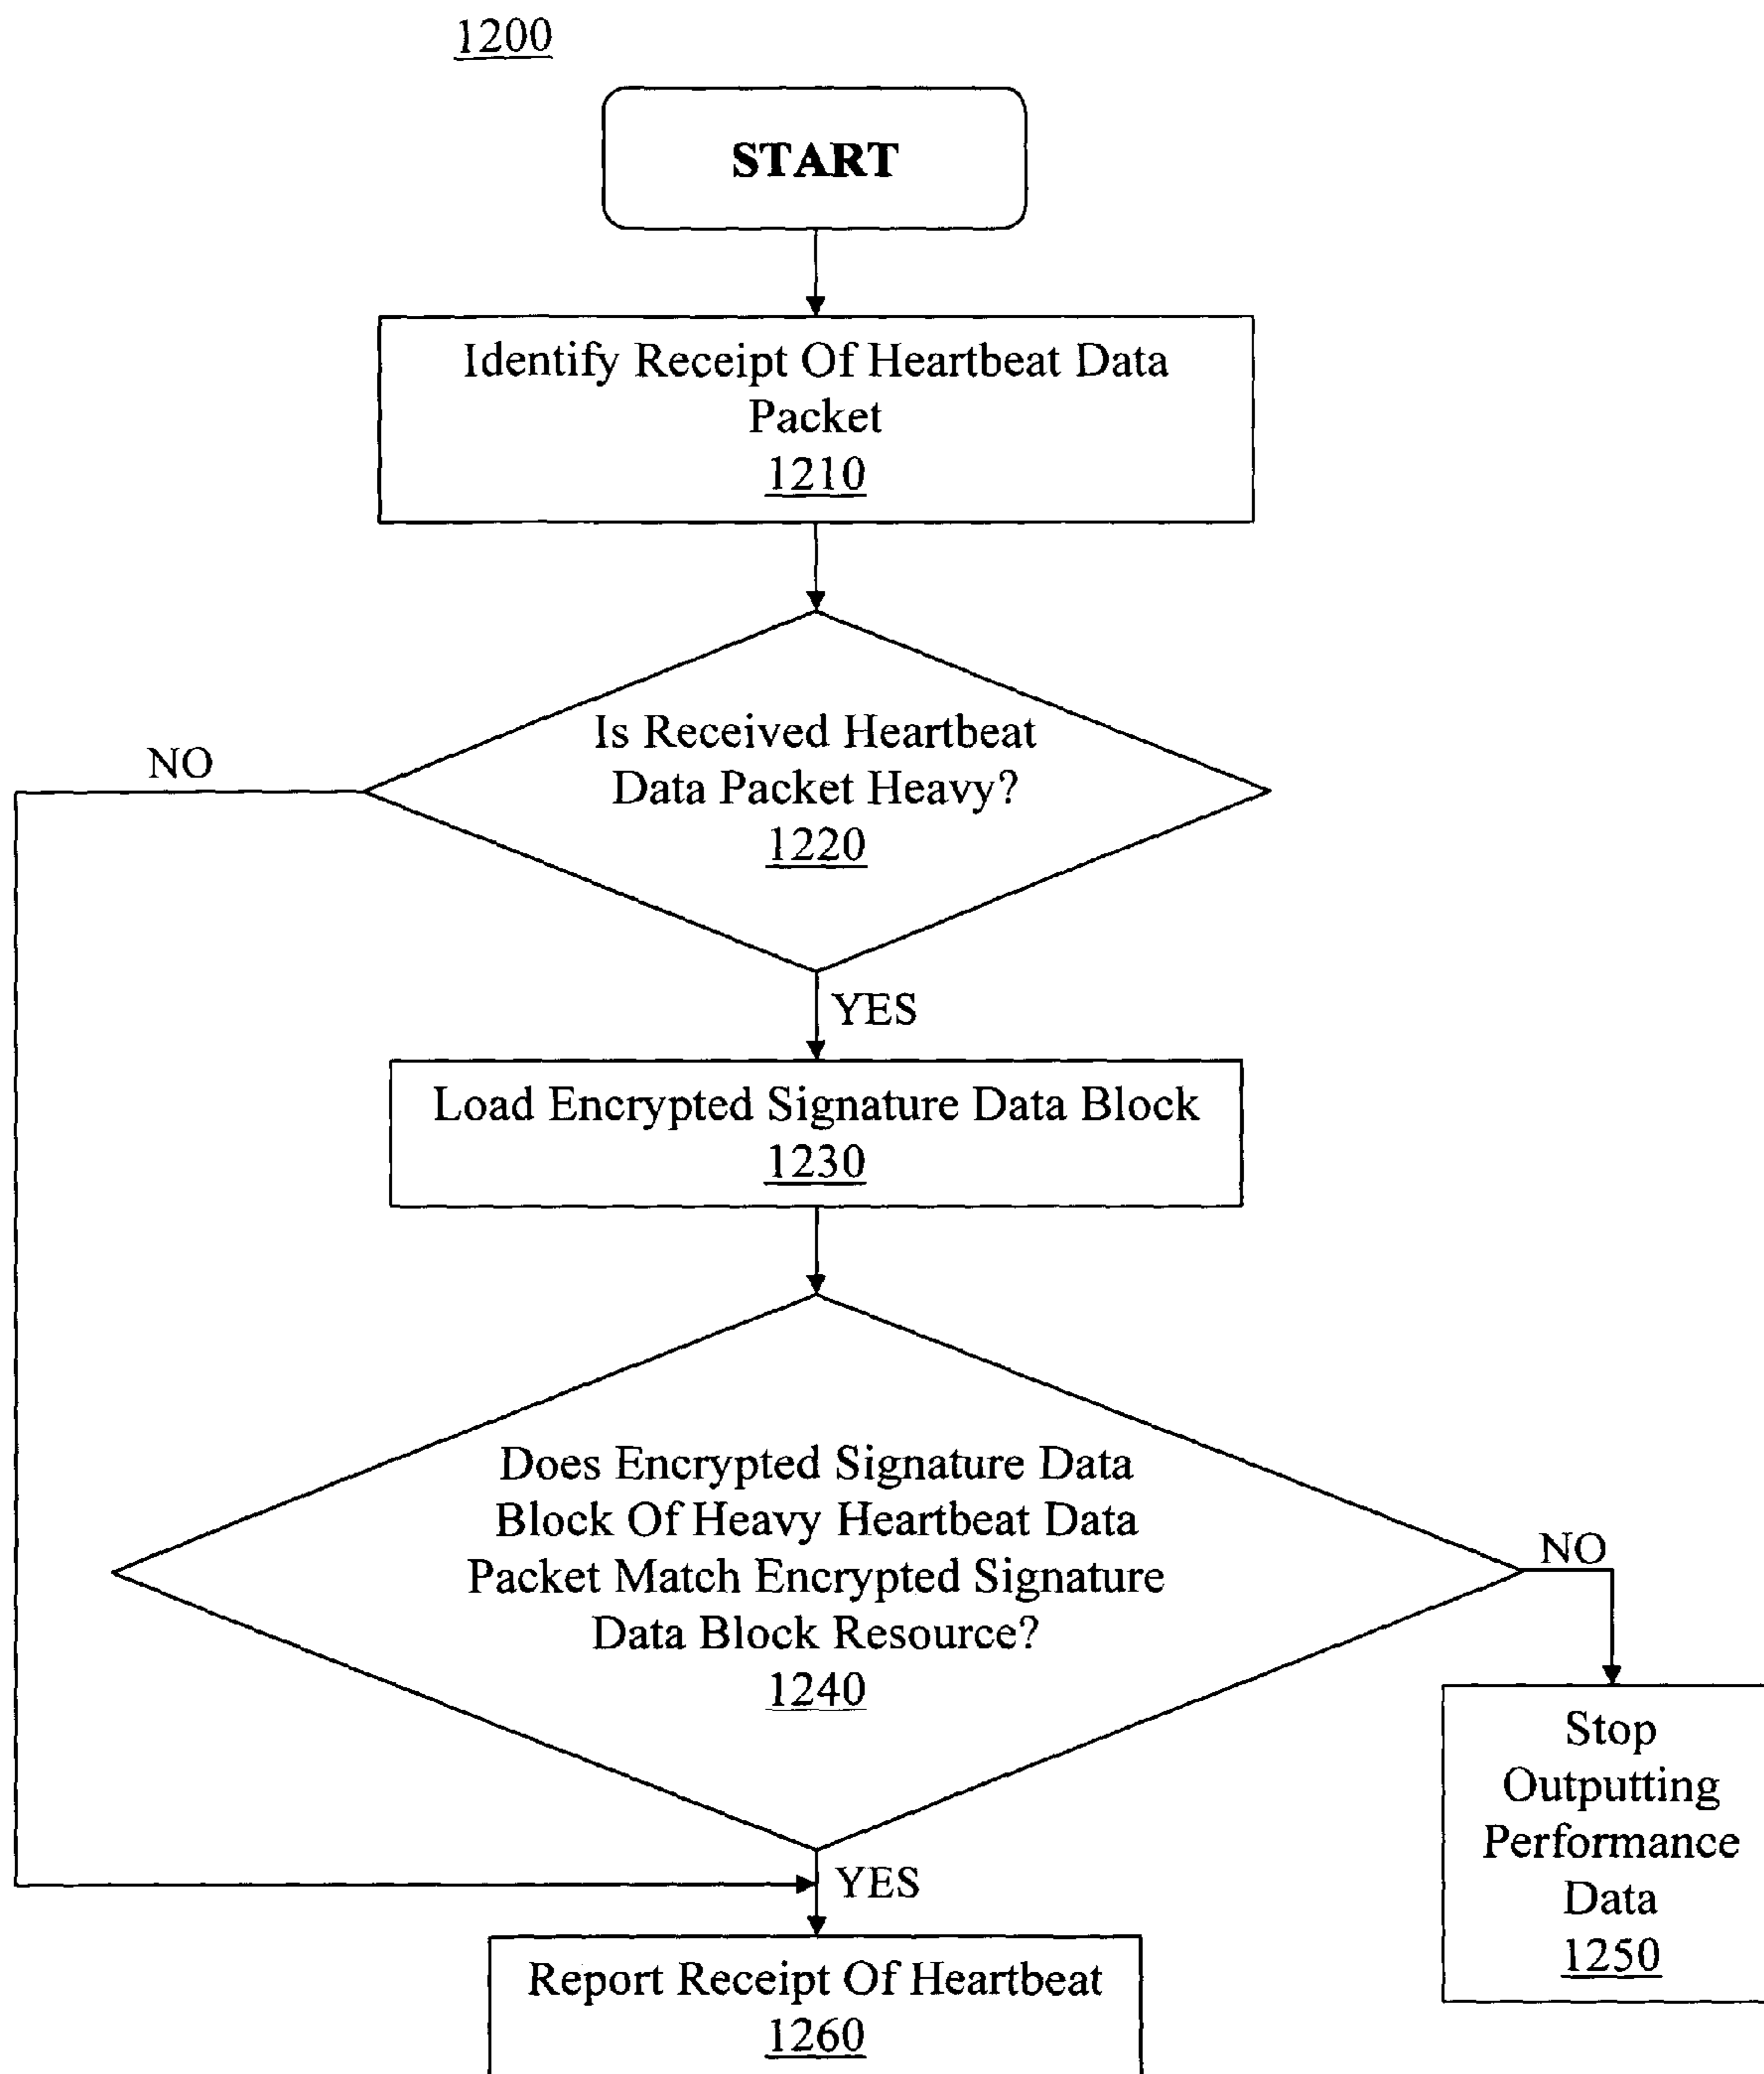 1200
START
Identify Receipt Of Heartbeat Data
Packet
1210
Is Received Heartbeat
Data Packet Heavy?
1220
NO
YES
Load Encrypted Signature Data Block
1230
Does Encrypted Signature Data
Block Of Heavy Heartbeat Data
Packet Match Encrypted Signature
Data Block Resource?
1240
NO
Stop
Outputting
Performance
Data
1250
YES
Report Receipt Of Heartbeat
1260